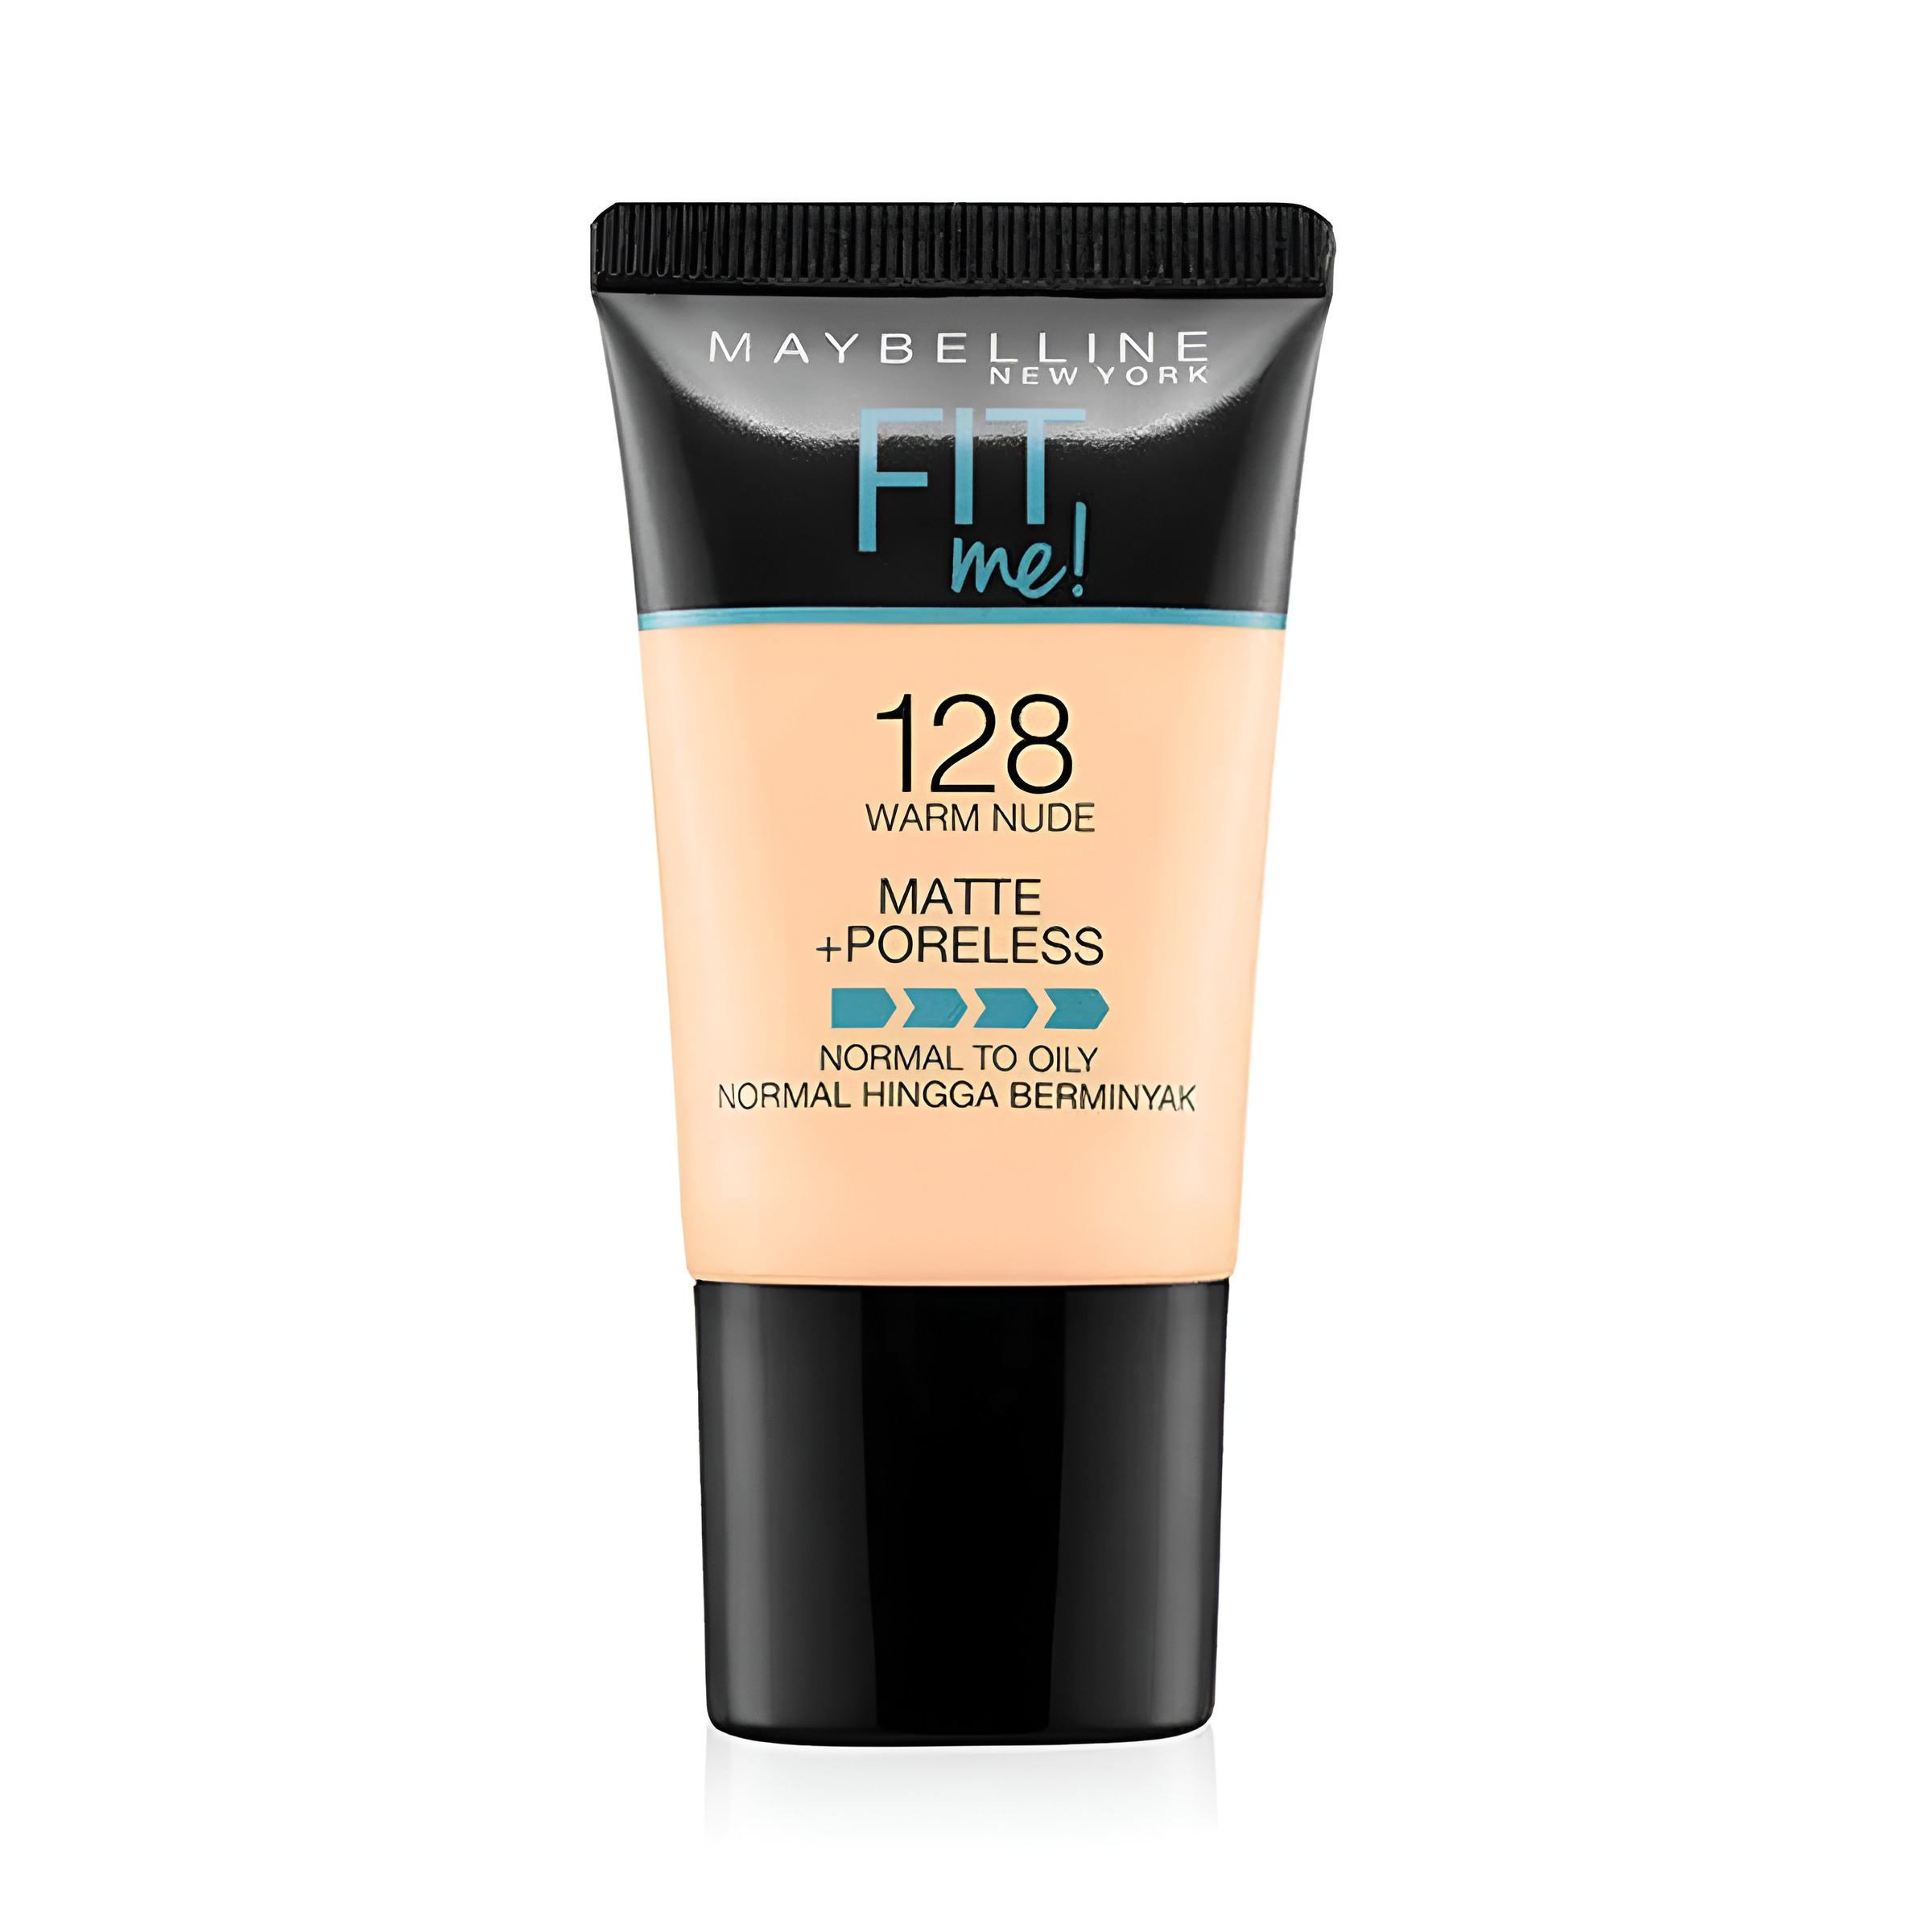 MAYBELLINE
NEW YORK
FIT
me!
128
WARM NUDE
MATTE
+PORELESS
NORMAL TO OILY
NORMAL HINGGA BERMINYAK